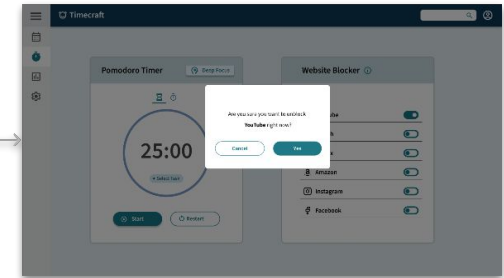 Timecraft
Pomodoro Timer
Deep Focus
Website Blocker
Are you sure you want to unblock
YouTube right now?
Cancel
Yes
25:00
+ Select Task
Amazon
Instagram
Facebook
Start
Restart